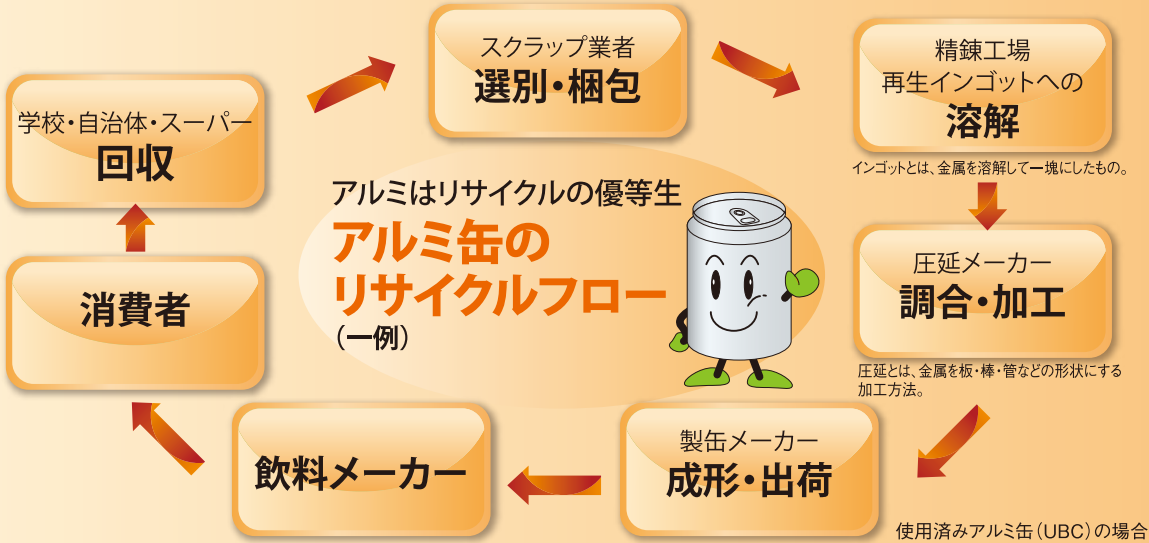 アルミはリサイクルの優等生
アルミ缶の
リサイクルフロー
（一例）
消費者
学校・自治体・スーパー
回収
スクラップ業者
選別・梱包
精錬工場
再生インゴットへの
溶解
インゴットとは、金属を溶解して一塊にしたもの。
圧延メーカー
調合・加工
圧延とは、金属を板・棒・管などの形状にする
加工方法。
製缶メーカー
成形・出荷
飲料メーカー
使用済みアルミ缶（UBC）の場合